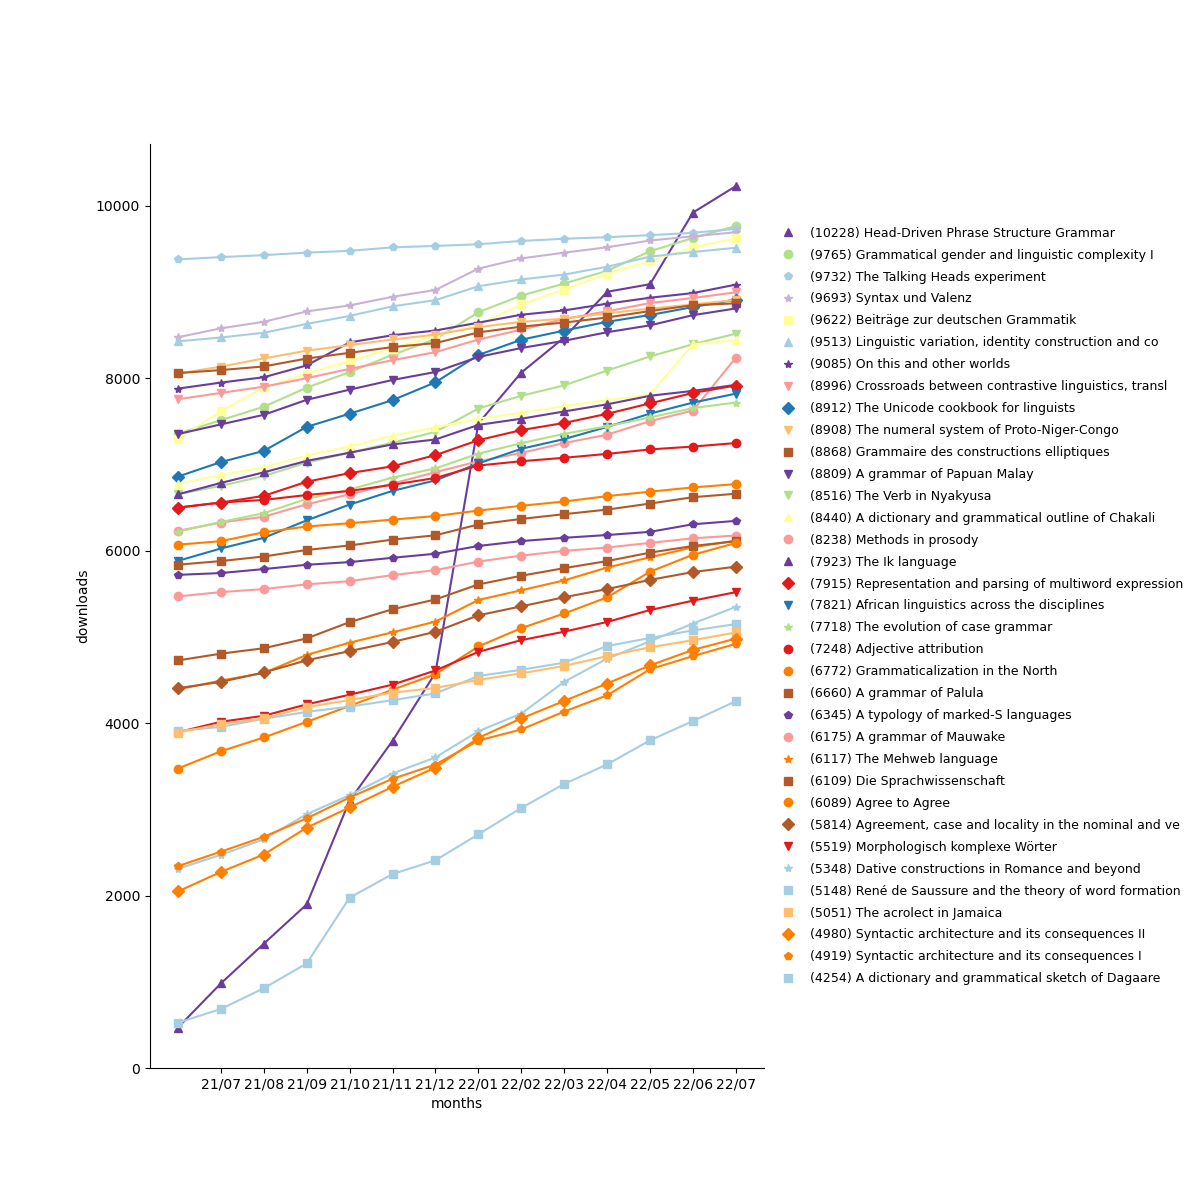 10000
8000
6000
4000
2000
0
downloads
21/07 21/08 21/09 21/10 21/11 21/12 22/01 22/02 22/03 22/04 22/05 22/06 22/07
months
(10228) Head-Driven Phrase Structure Grammar
(9765) Grammatical gender and linguistic complexity I
(9732) The Talking Heads experiment
(9693) Syntax und Valenz
(9622) Beiträge zur deutschen Grammatik
(9513) Linguistic variation, identity construction and co
(9085) On this and other worlds
(8996) Crossroads between contrastive linguistics, transl
(8912) The Unicode cookbook for linguists
(8908) The numeral system of Proto-Niger-Congo
(8868) Grammaire des constructions elliptiques
(8809) A grammar of Papuan Malay
(8516) The Verb in Nyakyusa
(8440) A dictionary and grammatical outline of Chakali
(8238) Methods in prosody
(7923) The Ik language
(7915) Representation and parsing of multiword expression
(7821) African linguistics across the disciplines
(7718) The evolution of case grammar
(7248) Adjective attribution
(6772) Grammaticalization in the North
(6660) A grammar of Palula
(6345) A typology of marked-S languages
(6175) A grammar of Mauwake
(6117) The Mehweb language
(6109) Die Sprachwissenschaft
(6089) Agree to Agree
(5814) Agreement, case and locality in the nominal and ve
(5519) Morphologisch komplexe Wörter
(5348) Dative constructions in Romance and beyond
(5148) René de Saussure and the theory of word formation
(5051) The acrolect in Jamaica
(4980) Syntactic architecture and its consequences II
(4919) Syntactic architecture and its consequences I
(4254) A dictionary and grammatical sketch of Dagaare